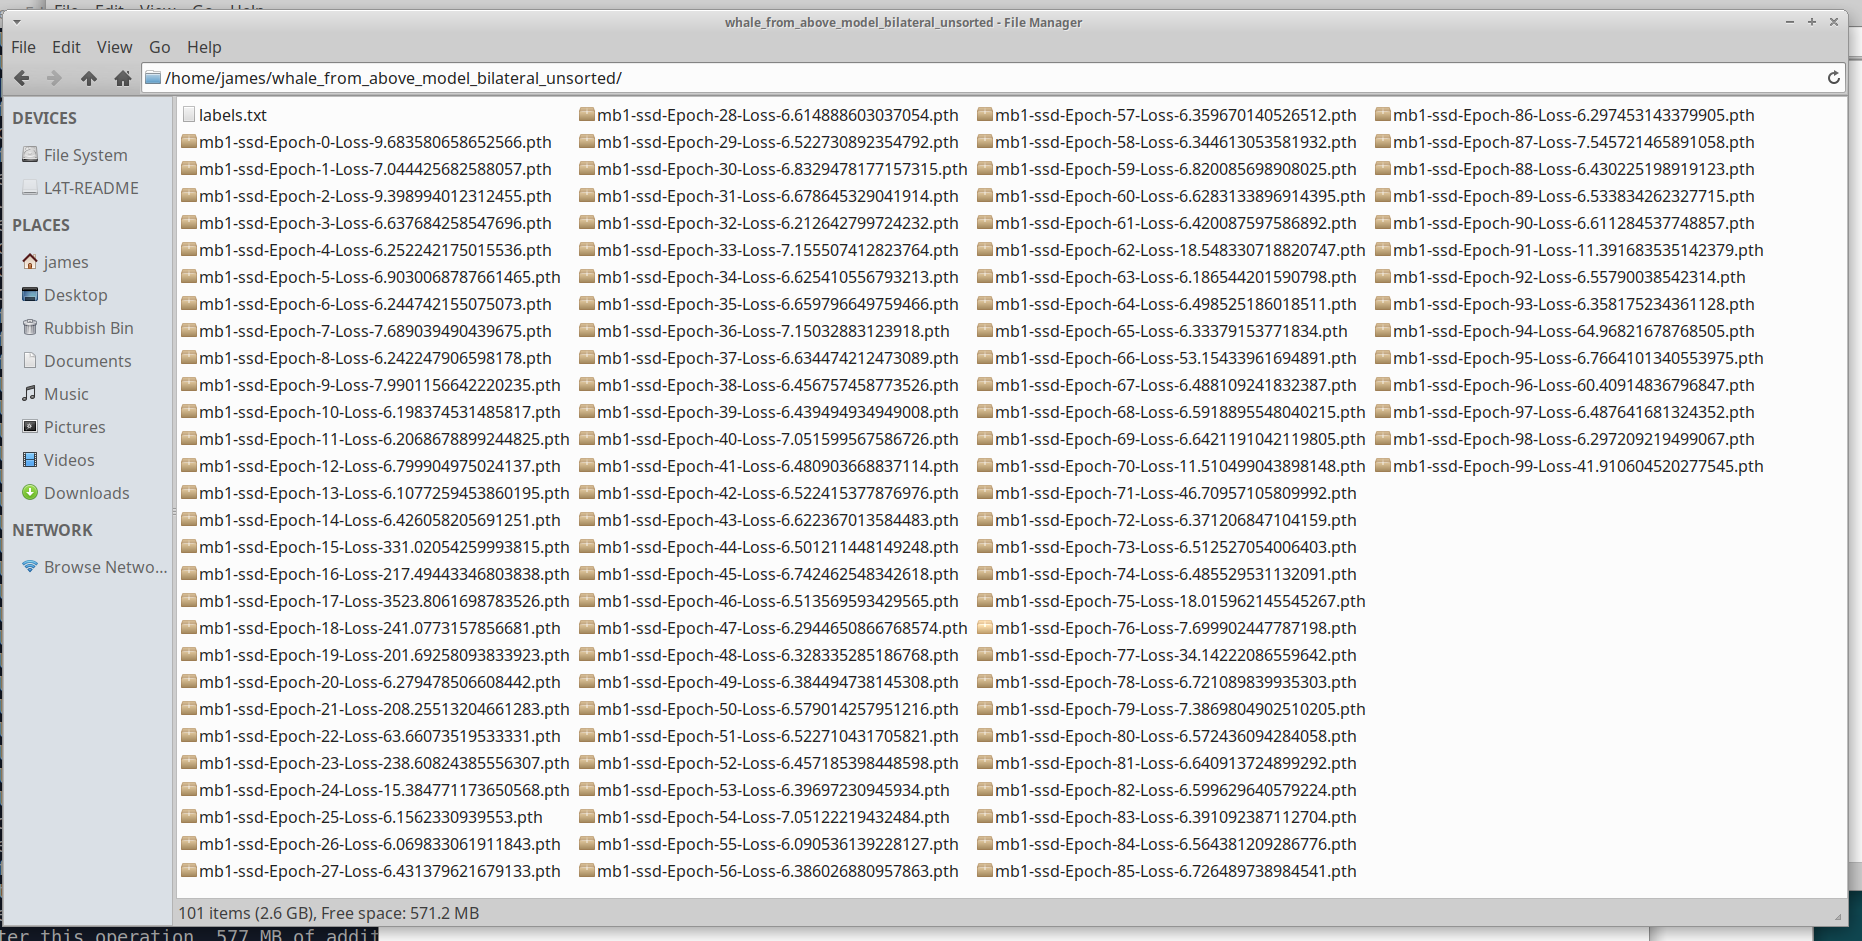 whale_from_above_model_bilateral_unsorted - File Manager
File Edit View Go Help
/home/james/whale_from_above_model_bilateral_unsorted/
DEVICES
File System
L4T-README
PLACES
james
Desktop
Rubbish Bin
Documents
Music
Pictures
Videos
Downloads
NETWORK
Browse Netwo...
labels.txt
mb1-ssd-Epoch-0-Loss-9.683580658652566.pth
mb1-ssd-Epoch-1-Loss-7.044425682588057.pth
mb1-ssd-Epoch-2-Loss-9.398994012312455.pth
mb1-ssd-Epoch-3-Loss-6.637684258547696.pth
mb1-ssd-Epoch-4-Loss-6.252242175015536.pth
mb1-ssd-Epoch-5-Loss-6.9030068787661465.pth
mb1-ssd-Epoch-6-Loss-6.244742155075073.pth
mb1-ssd-Epoch-7-Loss-7.689039490439675.pth
mb1-ssd-Epoch-8-Loss-6.242247906598178.pth
mb1-ssd-Epoch-9-Loss-7.9901156642220235.pth
mb1-ssd-Epoch-10-Loss-6.198374531485817.pth
mb1-ssd-Epoch-11-Loss-6.2068678899244825.pth
mb1-ssd-Epoch-12-Loss-6.799904975024137.pth
mb1-ssd-Epoch-13-Loss-6.1077259453860195.pth
mb1-ssd-Epoch-14-Loss-6.426058205691251.pth
mb1-ssd-Epoch-15-Loss-331.02054259993815.pth
mb1-ssd-Epoch-16-Loss-217.49443346803838.pth
mb1-ssd-Epoch-17-Loss-3523.8061698783526.pth
mb1-ssd-Epoch-18-Loss-241.0773157856681.pth
mb1-ssd-Epoch-19-Loss-201.69258093833923.pth
mb1-ssd-Epoch-20-Loss-6.279478506608442.pth
mb1-ssd-Epoch-21-Loss-208.25513204661283.pth
mb1-ssd-Epoch-22-Loss-63.66073519533331.pth
mb1-ssd-Epoch-23-Loss-238.60824385556307.pth
mb1-ssd-Epoch-24-Loss-15.384771173650568.pth
mb1-ssd-Epoch-25-Loss-6.1562330939553.pth
mb1-ssd-Epoch-26-Loss-6.069833061911843.pth
mb1-ssd-Epoch-27-Loss-6.431379621679133.pth
mb1-ssd-Epoch-28-Loss-6.614888603037054.pth
mb1-ssd-Epoch-29-Loss-6.522730892354792.pth
mb1-ssd-Epoch-30-Loss-6.8329478177157315.pth
mb1-ssd-Epoch-31-Loss-6.678645329041914.pth
mb1-ssd-Epoch-32-Loss-6.212642799724232.pth
mb1-ssd-Epoch-33-Loss-7.155507412823764.pth
mb1-ssd-Epoch-34-Loss-6.625410556793213.pth
mb1-ssd-Epoch-35-Loss-6.659796649759466.pth
mb1-ssd-Epoch-36-Loss-7.15032883123918.pth
mb1-ssd-Epoch-37-Loss-6.634474212473089.pth
mb1-ssd-Epoch-38-Loss-6.456757458773526.pth
mb1-ssd-Epoch-39-Loss-6.439494934949008.pth
mb1-ssd-Epoch-40-Loss-7.051599567586726.pth
mb1-ssd-Epoch-41-Loss-6.480903668837114.pth
mb1-ssd-Epoch-42-Loss-6.522415377876976.pth
mb1-ssd-Epoch-43-Loss-6.622367013584483.pth
mb1-ssd-Epoch-44-Loss-6.501211448149248.pth
mb1-ssd-Epoch-45-Loss-6.742462548342618.pth
mb1-ssd-Epoch-46-Loss-6.513569593429565.pth
mb1-ssd-Epoch-47-Loss-6.2944650866768574.pth
mb1-ssd-Epoch-48-Loss-6.328335285186768.pth
mb1-ssd-Epoch-49-Loss-6.384494738145308.pth
mb1-ssd-Epoch-50-Loss-6.579014257951216.pth
mb1-ssd-Epoch-51-Loss-6.522710431705821.pth
mb1-ssd-Epoch-52-Loss-6.457185398448598.pth
mb1-ssd-Epoch-53-Loss-6.39697230945934.pth
mb1-ssd-Epoch-54-Loss-7.05122219432484.pth
mb1-ssd-Epoch-55-Loss-6.090536139228127.pth
mb1-ssd-Epoch-56-Loss-6.386026880957863.pth
mb1-ssd-Epoch-57-Loss-6.359670140526512.pth
mb1-ssd-Epoch-58-Loss-6.344613053581932.pth
mb1-ssd-Epoch-59-Loss-6.820085698908025.pth
mb1-ssd-Epoch-60-Loss-6.6283133896914395.pth
mb1-ssd-Epoch-61-Loss-6.420087597586892.pth
mb1-ssd-Epoch-62-Loss-18.548330718820747.pth
mb1-ssd-Epoch-63-Loss-6.186544201590798.pth
mb1-ssd-Epoch-64-Loss-6.498525186018511.pth
mb1-ssd-Epoch-65-Loss-6.33379153771834.pth
mb1-ssd-Epoch-66-Loss-53.15433961694891.pth
mb1-ssd-Epoch-67-Loss-6.488109241832387.pth
mb1-ssd-Epoch-68-Loss-6.5918895548040215.pth
mb1-ssd-Epoch-69-Loss-6.6421191042119805.pth
mb1-ssd-Epoch-70-Loss-11.510499043898148.pth
mb1-ssd-Epoch-71-Loss-46.70957105809992.pth
mb1-ssd-Epoch-72-Loss-6.371206847104159.pth
mb1-ssd-Epoch-73-Loss-6.512527054006403.pth
mb1-ssd-Epoch-74-Loss-6.485529531132091.pth
mb1-ssd-Epoch-75-Loss-18.015962145545267.pth
mb1-ssd-Epoch-76-Loss-7.699902447787198.pth
mb1-ssd-Epoch-77-Loss-34.14222086559642.pth
mb1-ssd-Epoch-78-Loss-6.721089839935303.pth
mb1-ssd-Epoch-79-Loss-7.3869804902510205.pth
mb1-ssd-Epoch-80-Loss-6.572436094284058.pth
mb1-ssd-Epoch-81-Loss-6.640913724899292.pth
mb1-ssd-Epoch-82-Loss-6.599629640579224.pth
mb1-ssd-Epoch-83-Loss-6.391092387112704.pth
mb1-ssd-Epoch-84-Loss-6.564381209286776.pth
mb1-ssd-Epoch-85-Loss-6.726489738984541.pth
mb1-ssd-Epoch-86-Loss-6.297453143379905.pth
mb1-ssd-Epoch-87-Loss-7.545721465891058.pth
mb1-ssd-Epoch-88-Loss-6.430225198919123.pth
mb1-ssd-Epoch-89-Loss-6.533834262327715.pth
mb1-ssd-Epoch-90-Loss-6.611284537748857.pth
mb1-ssd-Epoch-91-Loss-11.391683535142379.pth
mb1-ssd-Epoch-92-Loss-6.55790038542314.pth
mb1-ssd-Epoch-93-Loss-6.358175234361128.pth
mb1-ssd-Epoch-94-Loss-64.96821678768505.pth
mb1-ssd-Epoch-95-Loss-6.7664101340553975.pth
mb1-ssd-Epoch-96-Loss-60.40914836796847.pth
mb1-ssd-Epoch-97-Loss-6.487641681324352.pth
mb1-ssd-Epoch-98-Loss-6.297209219499067.pth
mb1-ssd-Epoch-99-Loss-41.910604520277545.pth
101 items (2.6 GB), Free space: 571.2 MB
ter this operation, 577 MB of addit